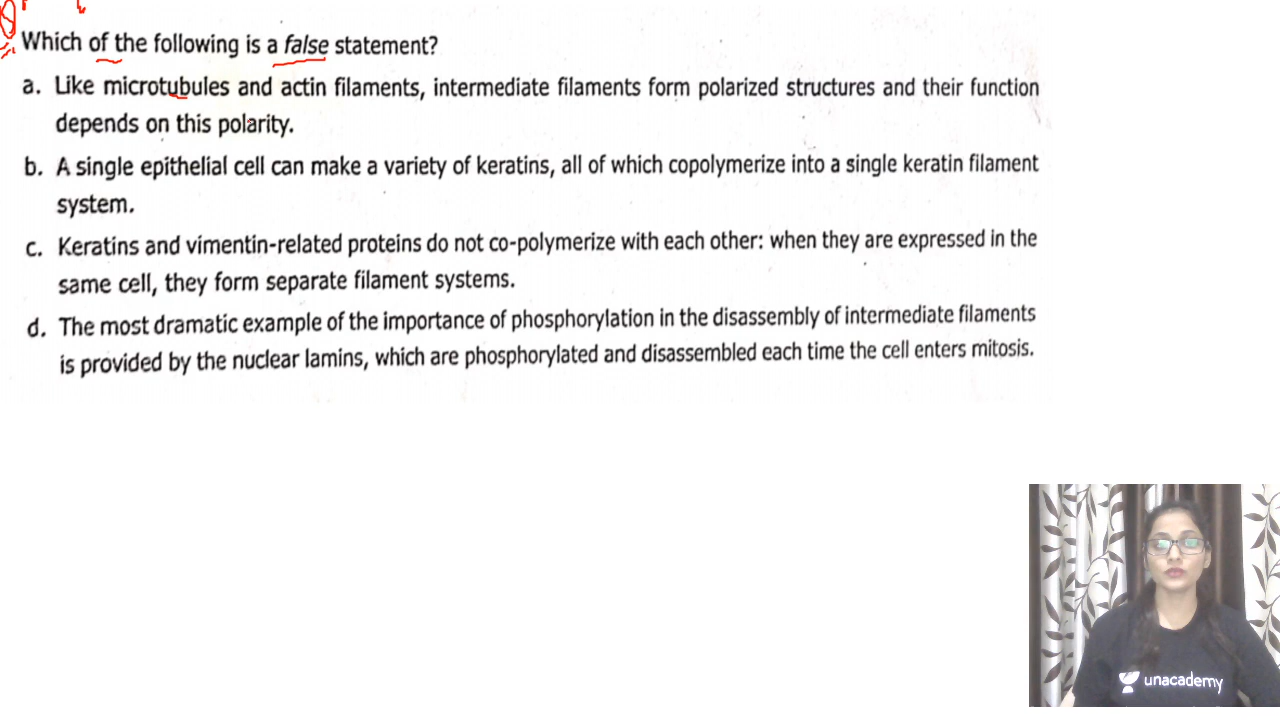 Which of the following is a false statement?
a. Like microtubules and actin filaments, intermediate filaments form polarized structures and their function
depends on this polarity.
b. A single epithelial cell can make a variety of keratins, all of which copolymerize into a single keratin filament
system.
c. Keratins and vimentin-related proteins do not co-polymerize with each other: when they are expressed in the
same cell, they form separate filament systems.
d. The most dramatic example of the importance of phosphorylation in the disassembly of intermediate filaments
is provided by the nuclear lamins, which are phosphorylated and disassembled each time the cell enters mitosis.
unacademy